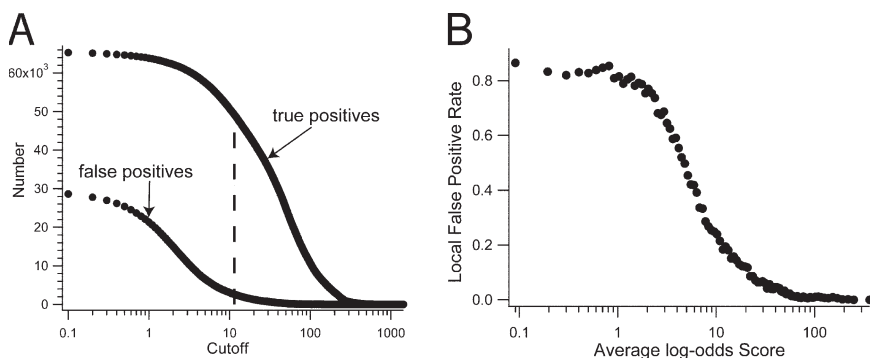 A
Number
60x10³
50
40
30
20
10
0
true positives
false positives
0.1 1 10 100 1000
Cutoff
B
Local False Positive Rate
0.8
0.6
0.4
0.2
0.0
0.1 1 10 100
Average log-odds Score